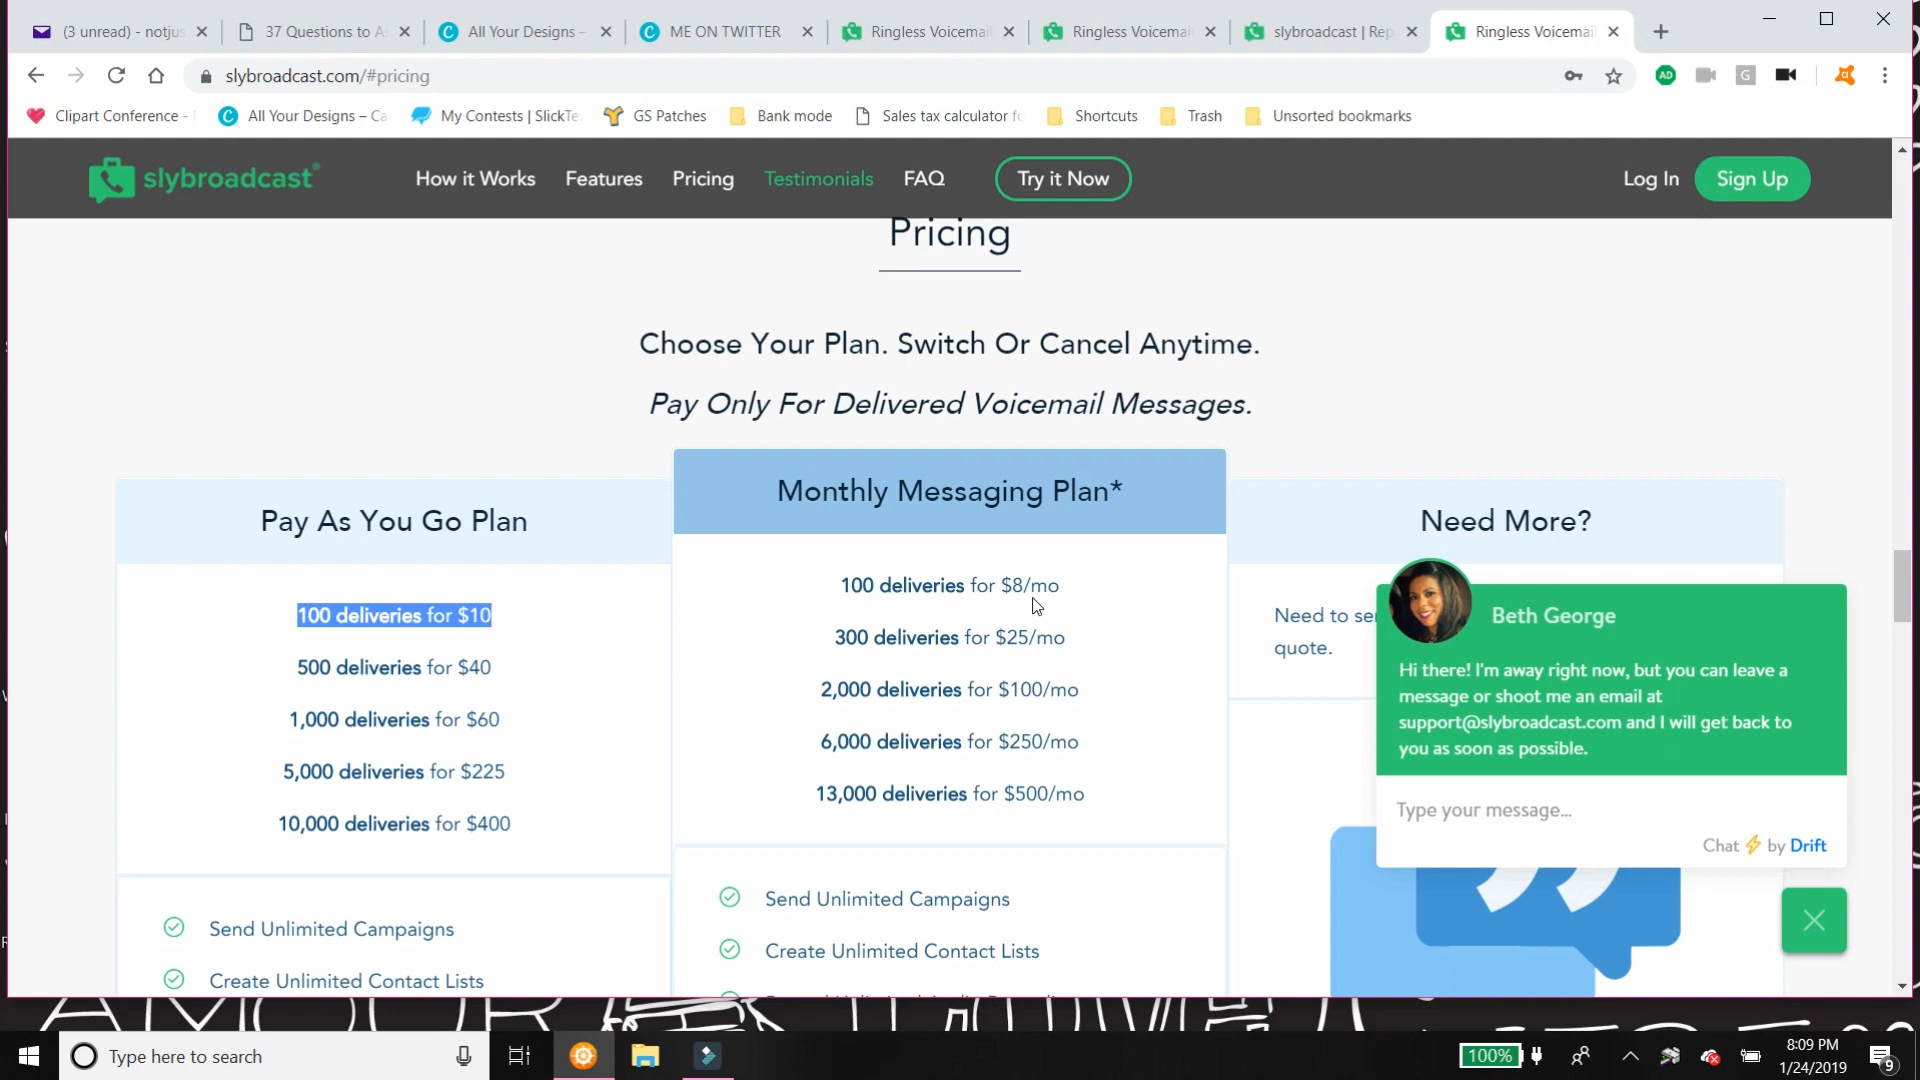 (3 unread) - notjus
37 Questions to As
All Your Designs –
ME ON TWITTER
Ringless Voicemail
Ringless Voicemail
slybroadcast | Rep
Ringless Voicemail
slybroadcast.com/#pricing
AD
G
Clipart Conference -
All Your Designs – Ca
My Contests | SlickTe
GS Patches
Bank mode
Sales tax calculator fo
Shortcuts
Trash
Unsorted bookmarks
slybroadcast
How it Works
Features
Pricing
Testimonials
FAQ
Try it Now
Log In
Sign Up
Pricing
Choose Your Plan. Switch Or Cancel Anytime.
Pay Only For Delivered Voicemail Messages.
Pay As You Go Plan
100 deliveries for $10
500 deliveries for $40
1,000 deliveries for $60
5,000 deliveries for $225
10,000 deliveries for $400
Send Unlimited Campaigns
Create Unlimited Contact Lists
Monthly Messaging Plan*
100 deliveries for $8/mo
300 deliveries for $25/mo
2,000 deliveries for $100/mo
6,000 deliveries for $250/mo
13,000 deliveries for $500/mo
Send Unlimited Campaigns
Create Unlimited Contact Lists
Need More?
Need to se
quote.
Beth George
Hi there! I'm away right now, but you can leave a
message or shoot me an email at
support@slybroadcast.com and I will get back to
you as soon as possible.
Type your message...
Chat ⚡ by Drift
Type here to search
100%
8:09 PM
1/24/2019
9